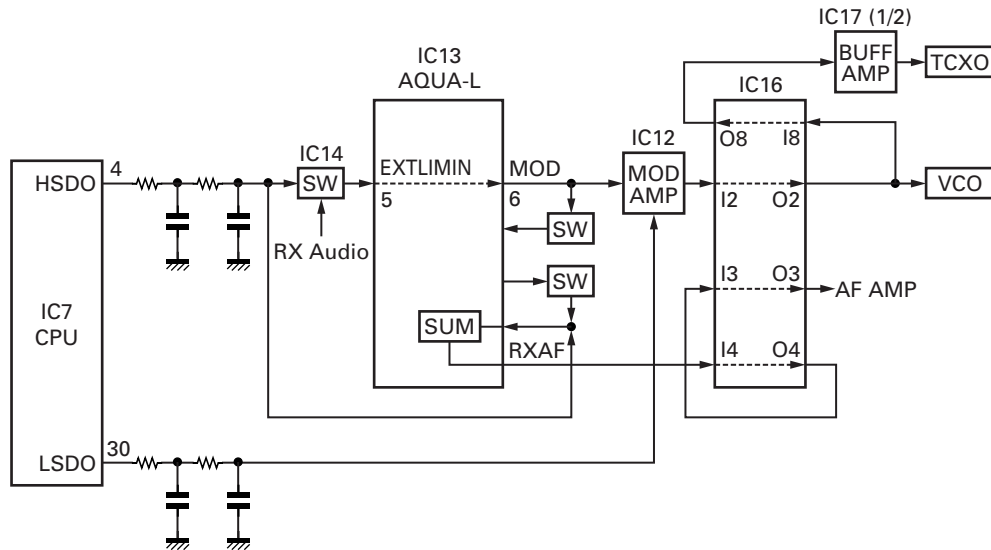 IC17 (1/2)
BUFF
AMP
TCXO
IC13
AQUA-L
IC16
IC12
IC14
O8
I8
4
HSDO
SW
EXTLIMIN
MOD
MOD
AMP
VCO
5
6
I2
O2
RX Audio
SW
SW
I3
O3
AF AMP
IC7
CPU
SUM
RXAF
I4
O4
30
LSDO